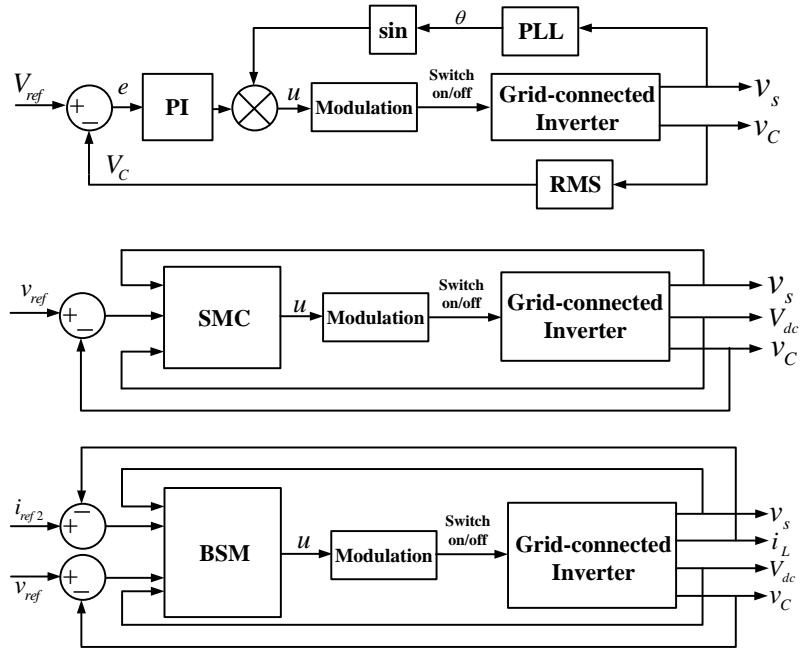 sin
θ
PLL
V_ref
+
−
e
PI
u
Modulation
Switch
on/off
Grid-connected
Inverter
v_s
v_C
V_C
RMS
v_ref
+
−
SMC
u
Modulation
Switch
on/off
Grid-connected
Inverter
v_s
V_dc
v_C
i_ref2
−
+
v_ref
+
−
BSM
u
Modulation
Switch
on/off
Grid-connected
Inverter
v_s
i_L
V_dc
v_C